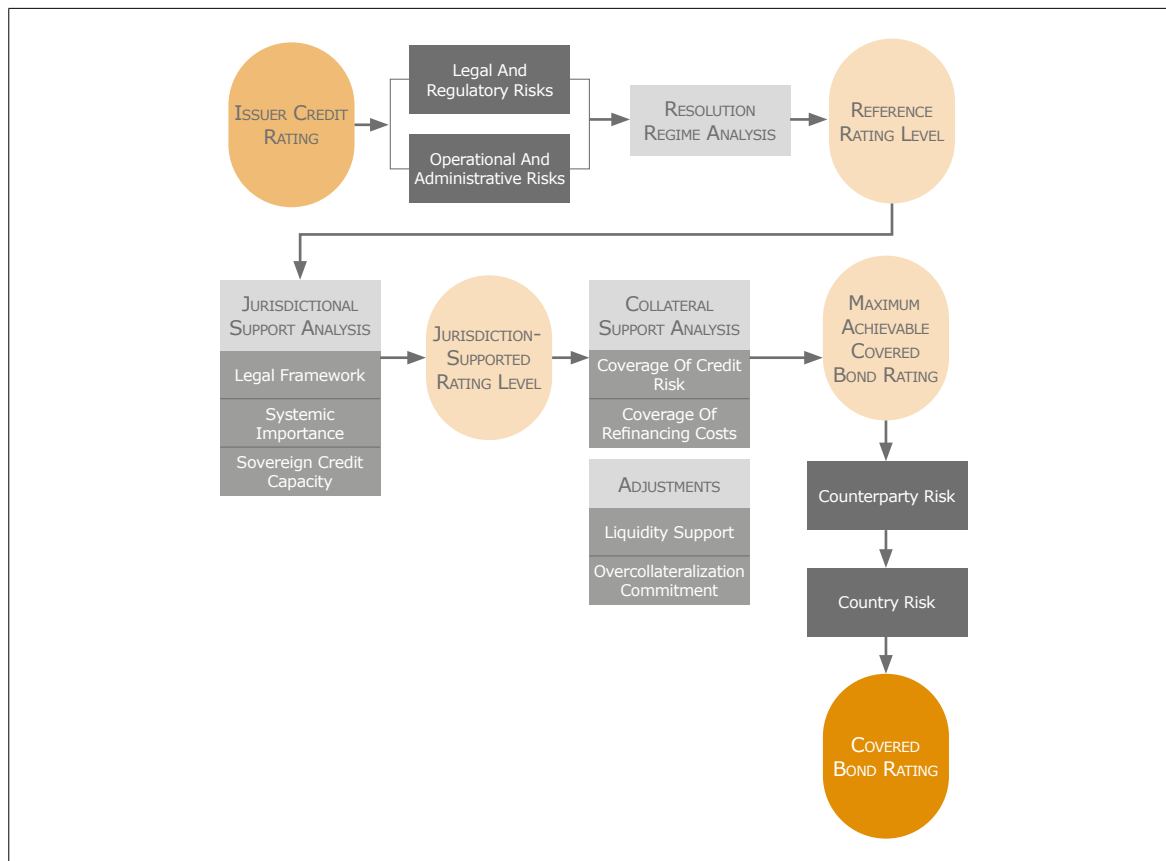 Issuer Credit
Rating
Legal And
Regulatory Risks
Operational And
Administrative Risks
Resolution
Regime Analysis
Reference
Rating Level
Jurisdictional
Support Analysis
Legal Framework
Systemic
Importance
Sovereign Credit
Capacity
Jurisdiction-
Supported
Rating Level
Collateral
Support Analysis
Coverage Of Credit
Risk
Coverage Of
Refinancing Costs
Adjustments
Liquidity Support
Overcollateralization
Commitment
Maximum
Achievable
Covered
Bond Rating
Counterparty Risk
Country Risk
Covered
Bond Rating